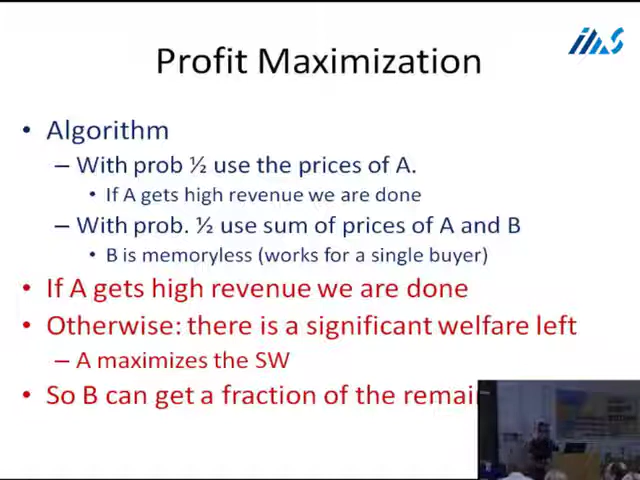 ims
Profit Maximization
• Algorithm
– With prob ½ use the prices of A.
• If A gets high revenue we are done
– With prob. ½ use sum of prices of A and B
• B is memoryless (works for a single buyer)
• If A gets high revenue we are done
• Otherwise: there is a significant welfare left
– A maximizes the SW
• So B can get a fraction of the remai